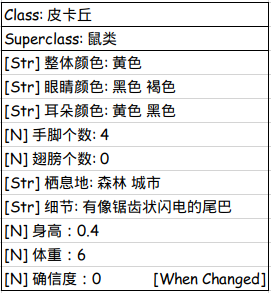 Class: 皮卡丘
Superclass: 鼠类
[Str] 整体颜色: 黄色
[Str] 眼睛颜色: 黑色 褐色
[Str] 耳朵颜色: 黄色 黑色
[N] 手脚个数: 4
[N] 翅膀个数: 0
[Str] 栖息地: 森林 城市
[Str] 细节: 有像锯齿状闪电的尾巴
[N] 身高：0.4
[N] 体重：6
[N] 确信度：0 [When Changed]